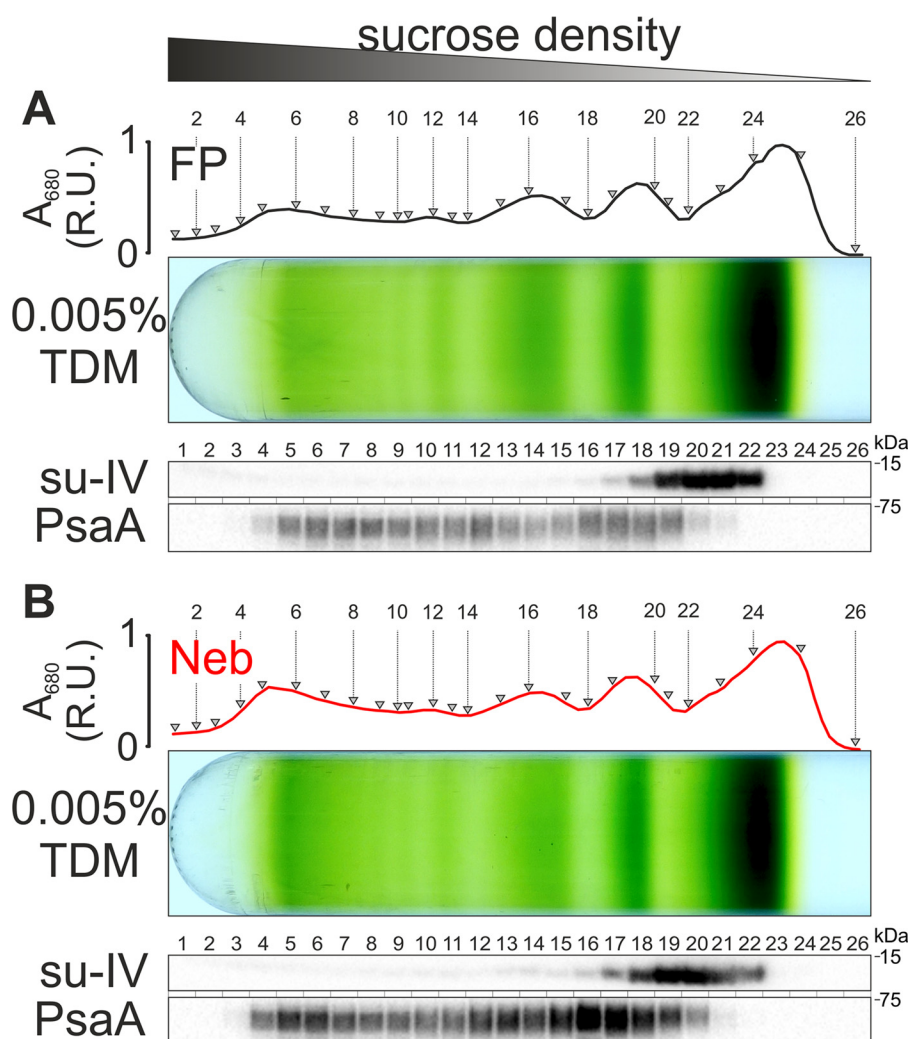 sucrose density
A
2 4 6 8 10 12 14 16 18 20 22 24 26
1
FP
A680
(R.U.)
0
0.005%
TDM
1 2 3 4 5 6 7 8 9 10 11 12 13 14 15 16 17 18 19 20 21 22 23 24 25 26 kDa
su-IV -15
PsaA -75
B
2 4 6 8 10 12 14 16 18 20 22 24 26
1
Neb
A680
(R.U.)
0
0.005%
TDM
1 2 3 4 5 6 7 8 9 10 11 12 13 14 15 16 17 18 19 20 21 22 23 24 25 26 kDa
su-IV -15
PsaA -75